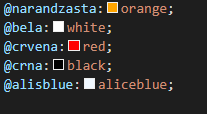 @narandzasta:orange;
@bela:white;
@crvena:red;
@crna:black;
@alisblue:aliceblue;